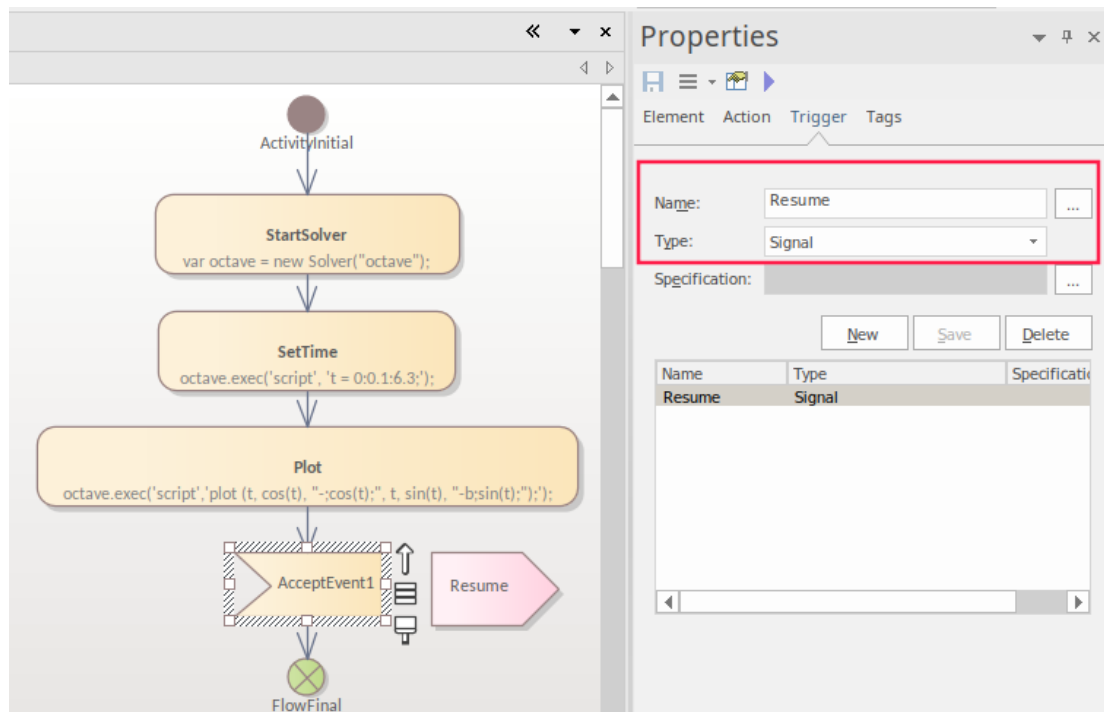 Properties
Element Action Trigger Tags
ActivityInitial
StartSolver
var octave = new Solver("octave");
SetTime
octave.exec('script', 't = 0:0.1:6.3;');
Plot
octave.exec('script','plot (t, cos(t), "-;cos(t);", t, sin(t), "-b;sin(t);");');
AcceptEvent1
Resume
FlowFinal
Name: Resume ...
Type: Signal
Specification: ...
New Save Delete
Name Type Specificatio
Resume Signal